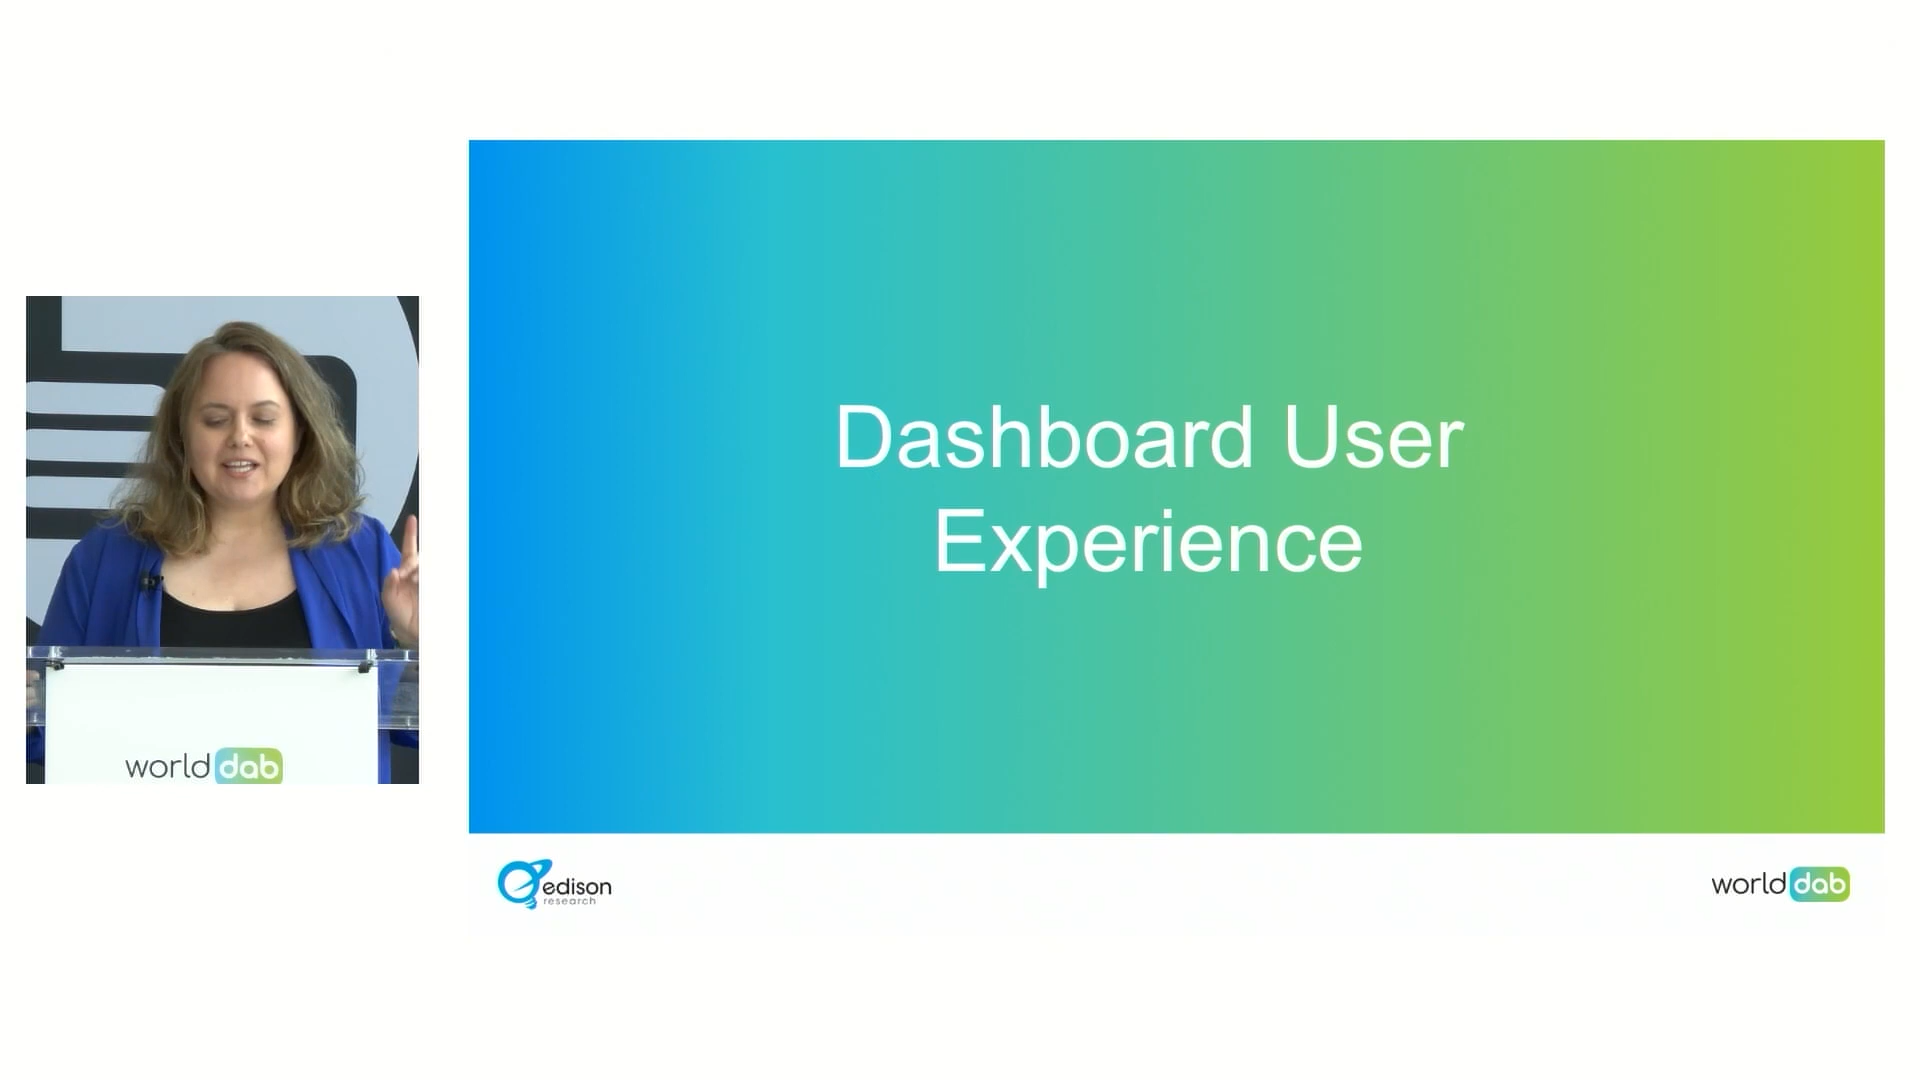 Dashboard User
Experience
world dab
edison
research
world dab